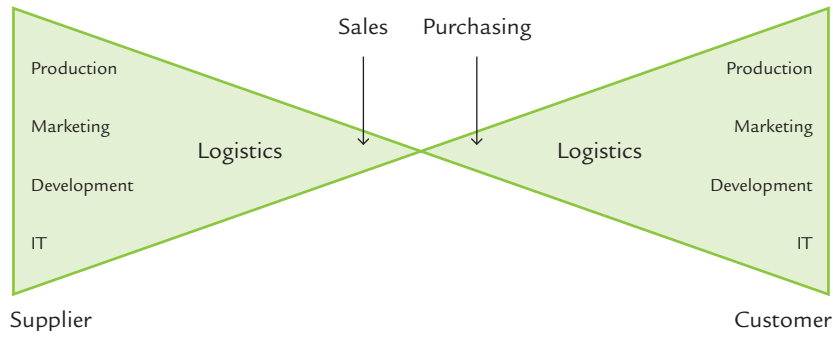 Sales Purchasing
Production Production
Marketing Marketing
Logistics Logistics
Development Development
IT IT
Supplier Customer